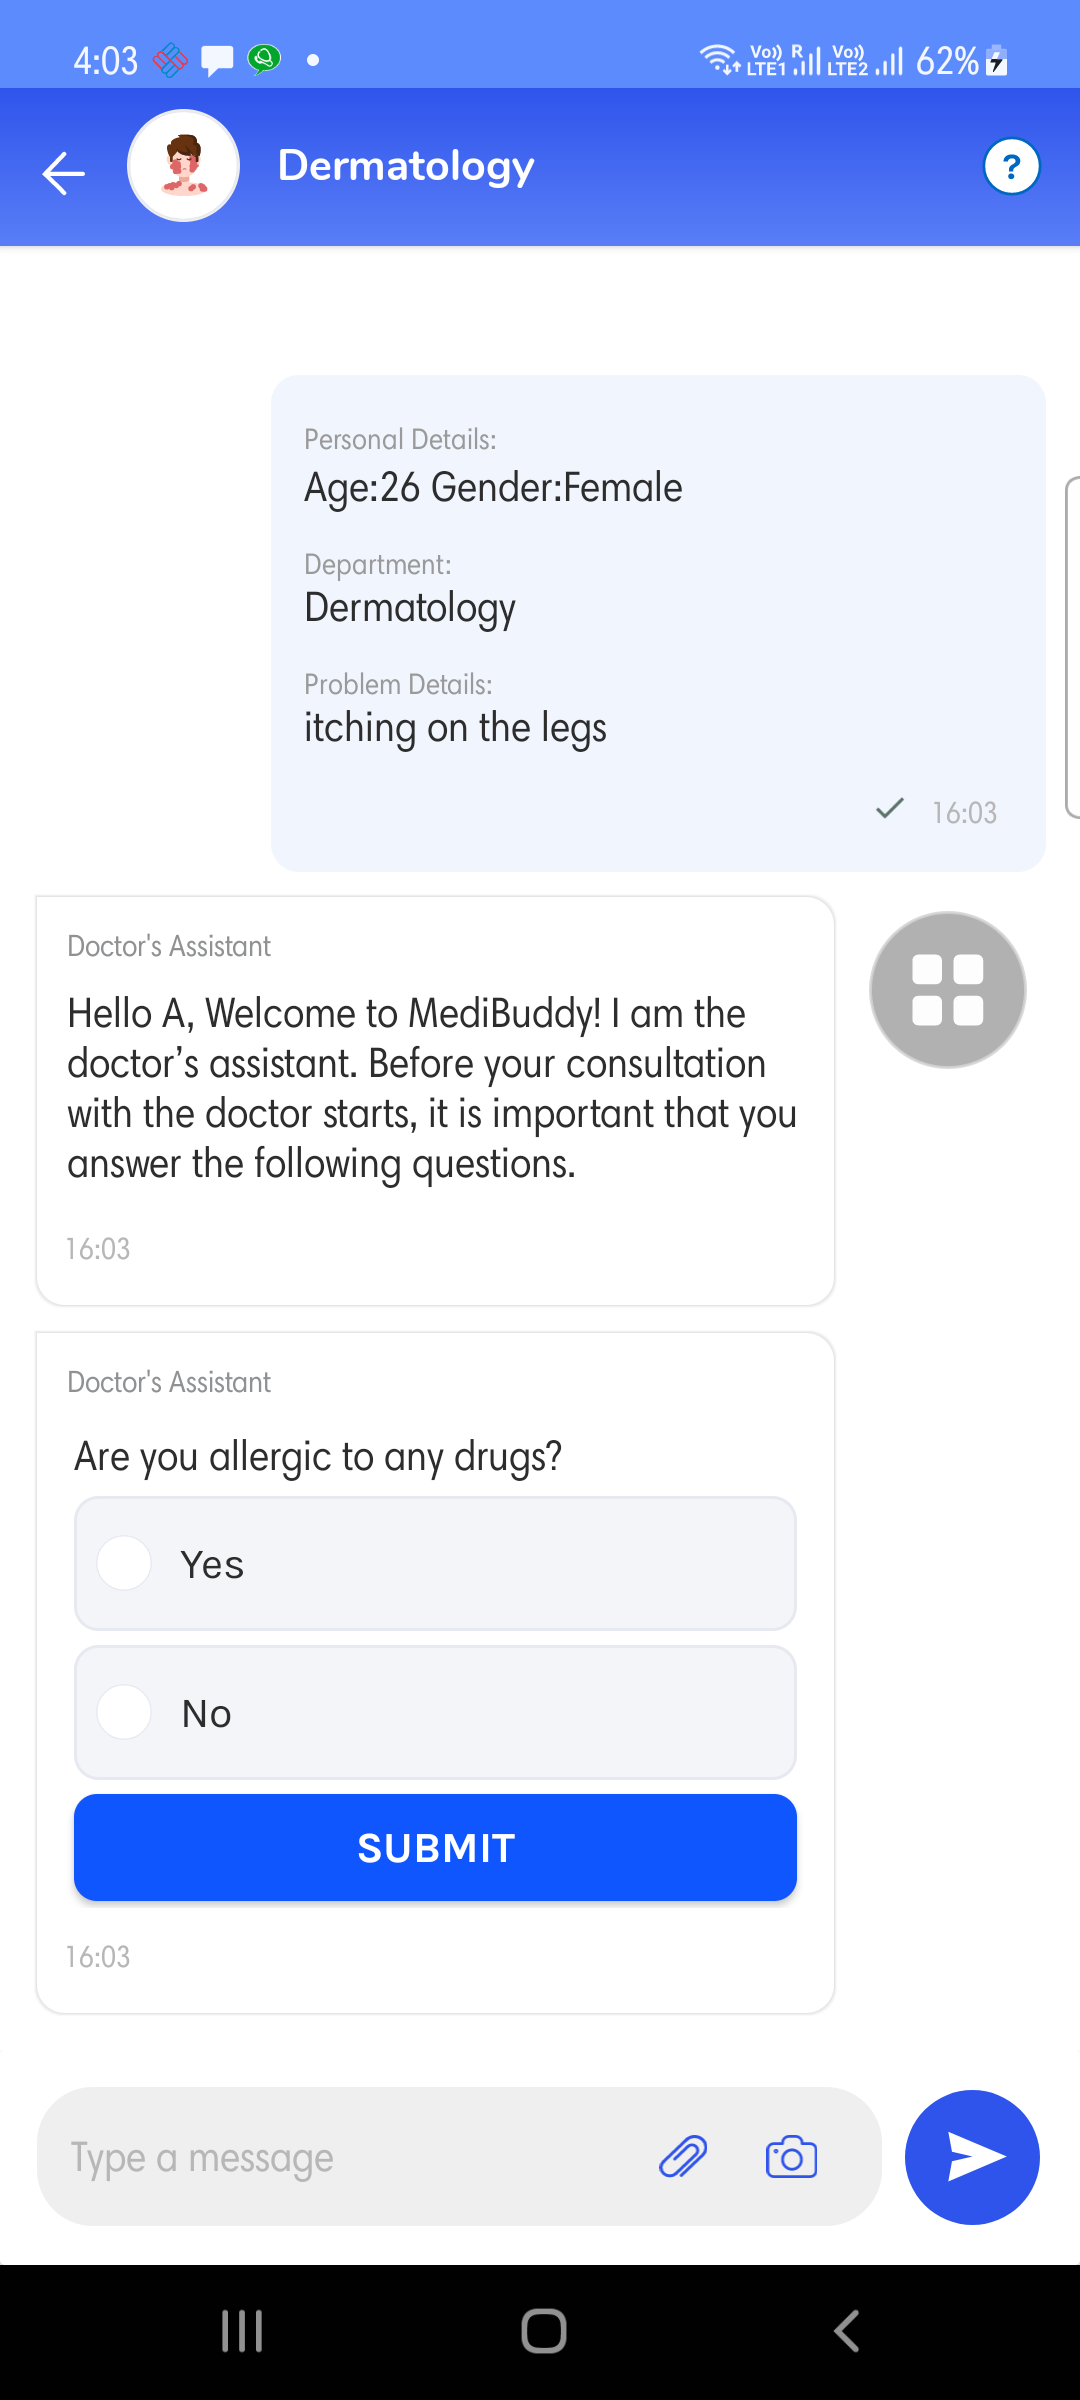 4:03
Vo)) R Vo)) 62%
LTE1 LTE2
Dermatology
?
Personal Details:
Age:26 Gender:Female
Department:
Dermatology
Problem Details:
itching on the legs
16:03
Doctor's Assistant
Hello A, Welcome to MediBuddy! I am the
doctor’s assistant. Before your consultation
with the doctor starts, it is important that you
answer the following questions.
16:03
Doctor's Assistant
Are you allergic to any drugs?
Yes
No
SUBMIT
16:03
Type a message